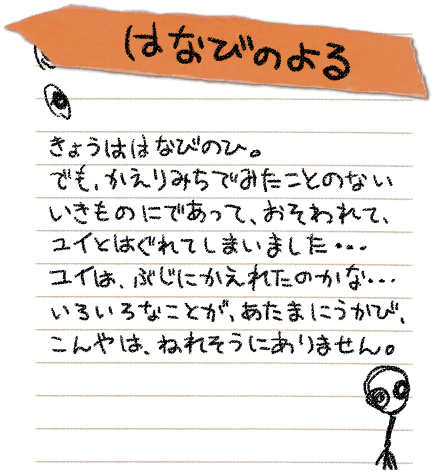 はなびのよる
きょうははなびのひ。
でも、かえりみちでみたことのない
いきものにであって、おそわれて、
ユイとはぐれてしまいました・・・
ユイは、ぶじにかえれたのかな・・・
いろいろなことが、あたまにうかび、
こんやは、ねれそうにありません。